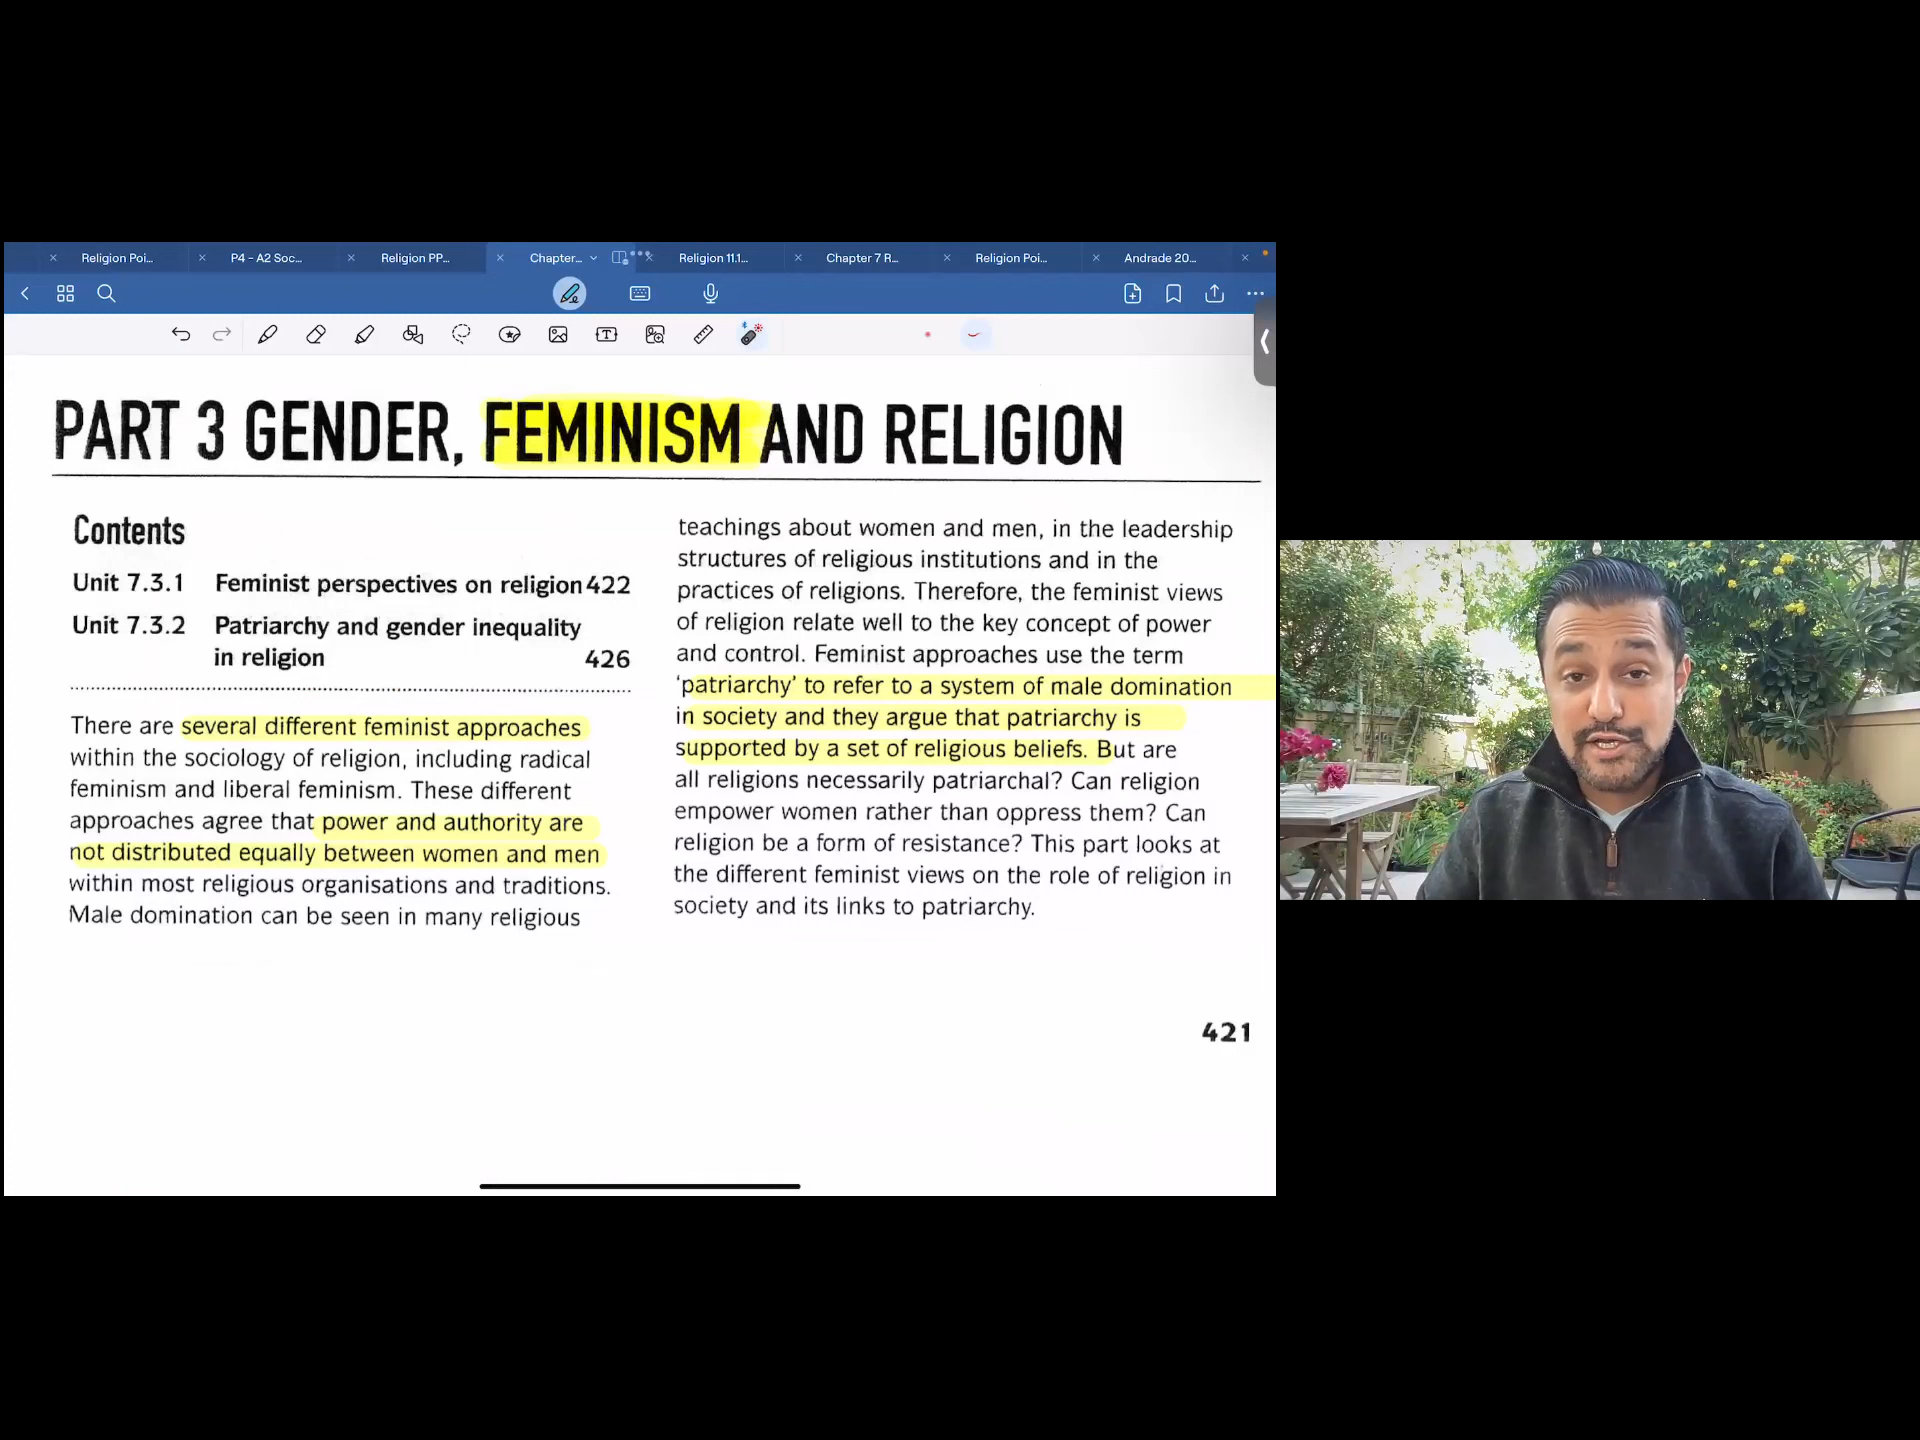 Religion Poi...
P4 - A2 Soc...
Religion PP...
Chapter...
Religion 11.1...
Chapter 7 R...
Religion Poi...
Andrade 20...
PART 3 GENDER, FEMINISM AND RELIGION
Contents
Unit 7.3.1 Feminist perspectives on religion 422
Unit 7.3.2 Patriarchy and gender inequality
in religion 426
There are several different feminist approaches
within the sociology of religion, including radical
feminism and liberal feminism. These different
approaches agree that power and authority are
not distributed equally between women and men
within most religious organisations and traditions.
Male domination can be seen in many religious
teachings about women and men, in the leadership
structures of religious institutions and in the
practices of religions. Therefore, the feminist views
of religion relate well to the key concept of power
and control. Feminist approaches use the term
‘patriarchy’ to refer to a system of male domination
in society and they argue that patriarchy is
supported by a set of religious beliefs. But are
all religions necessarily patriarchal? Can religion
empower women rather than oppress them? Can
religion be a form of resistance? This part looks at
the different feminist views on the role of religion in
society and its links to patriarchy.
421